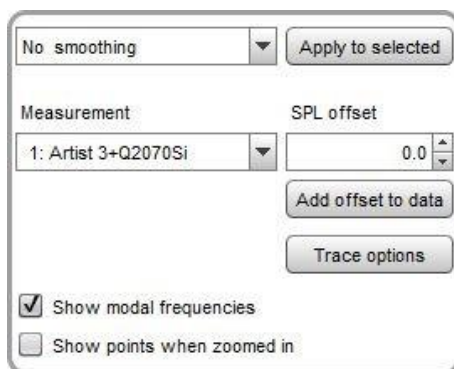 No smoothing
Apply to selected
Measurement
SPL offset
1: Artist 3+Q2070Si
0.0
Add offset to data
Trace options
Show modal frequencies
Show points when zoomed in